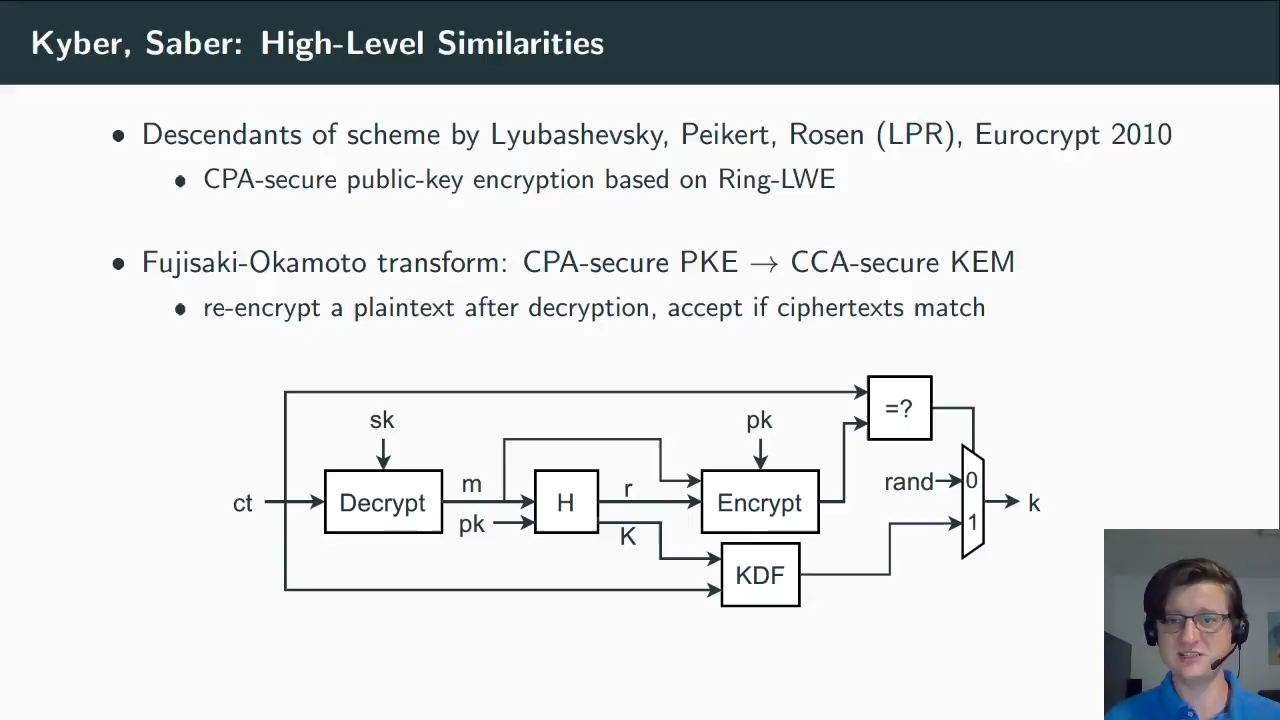 Kyber, Saber: High-Level Similarities
• Descendants of scheme by Lyubashevsky, Peikert, Rosen (LPR), Eurocrypt 2010
• CPA-secure public-key encryption based on Ring-LWE
• Fujisaki-Okamoto transform: CPA-secure PKE → CCA-secure KEM
• re-encrypt a plaintext after decryption, accept if ciphertexts match
=?
sk
pk
ct
Decrypt
m
pk
H
r
K
Encrypt
KDF
rand
0
1
k